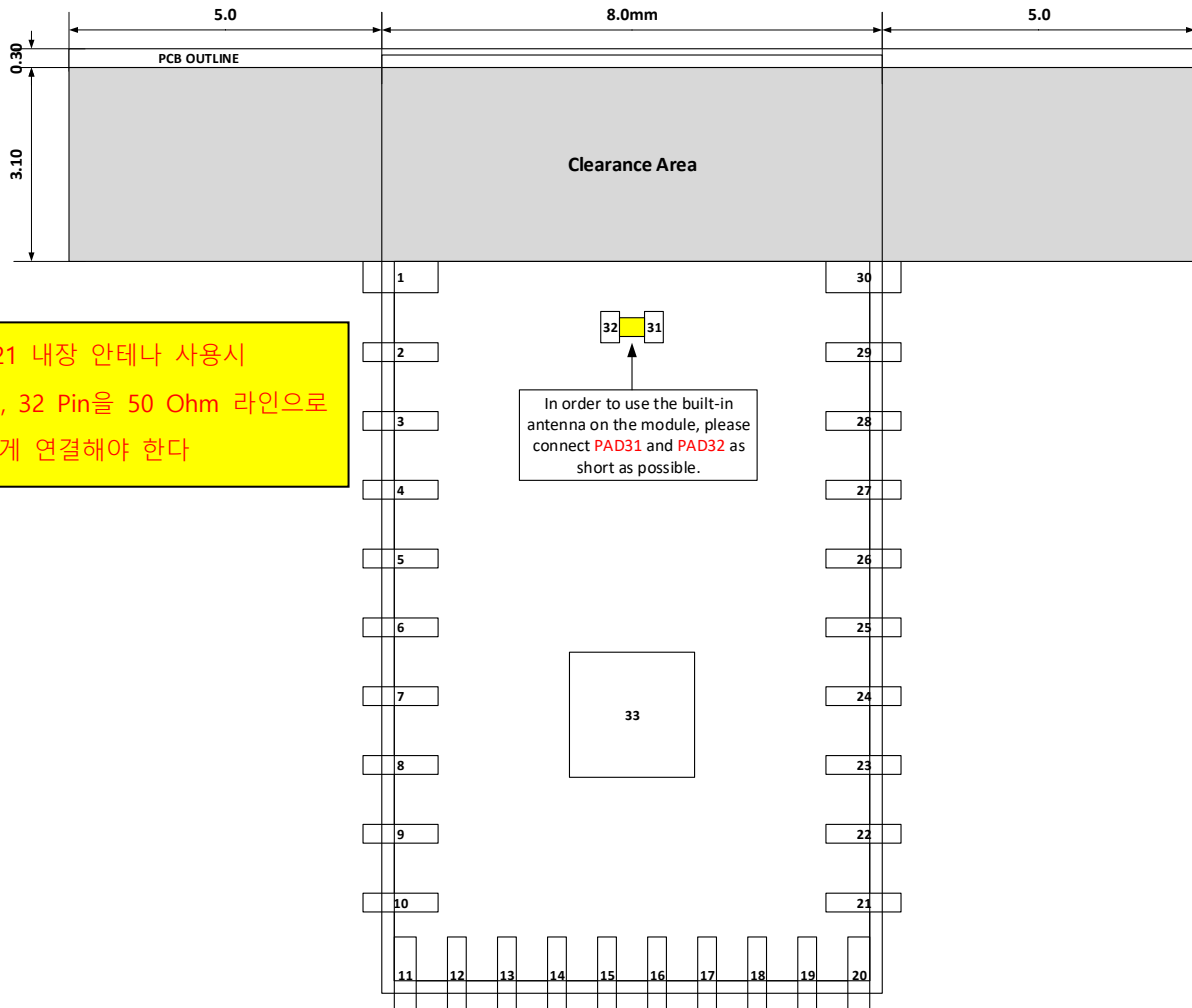 5.0 8.0mm 5.0
0.30
PCB OUTLINE
3.10
Clearance Area
1 30
32 31
21 내장 안테나 사용시
2 29
, 32 Pin을 50 Ohm 라인으로
게 연결해야 한다
In order to use the built-in
antenna on the module, please
connect PAD31 and PAD32 as
short as possible.
3 28
4 27
5 26
6 25
7 24
33
8 23
9 22
10 21
11 12 13 14 15 16 17 18 19 20